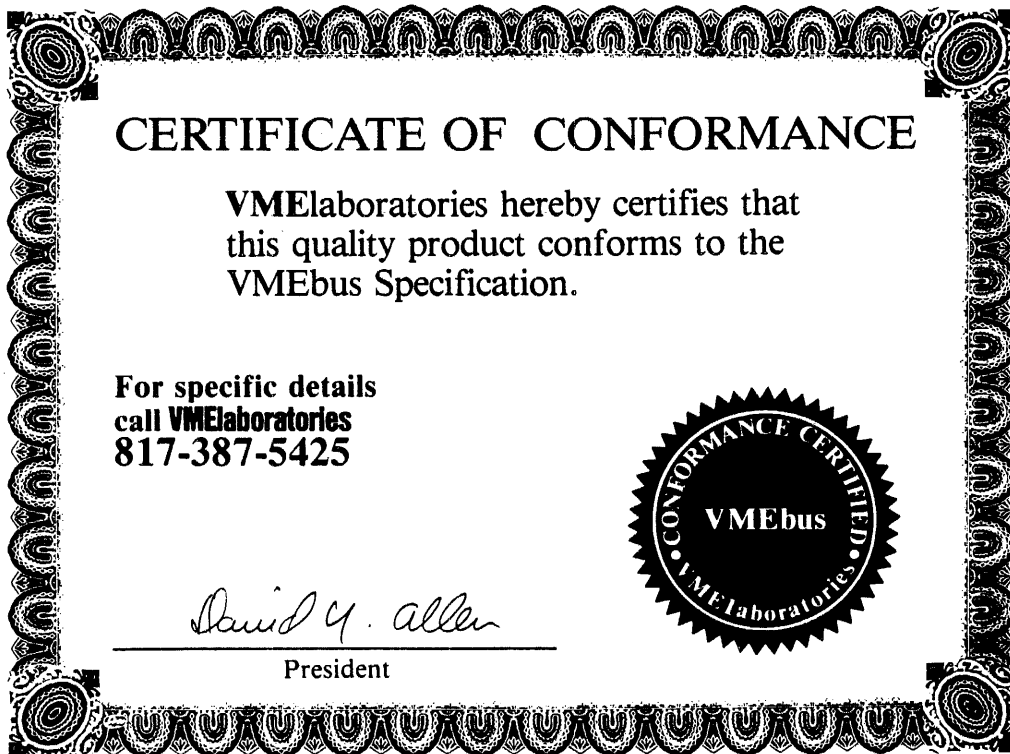 CERTIFICATE OF CONFORMANCE
VMElaboratories hereby certifies that
this quality product conforms to the
VMEbus Specification.
For specific details
call VMElaboratories
817-387-5425
• CONFORMANCE CERTIFIED •
VMEbus
VMElaboratories
David Y. Allen
President